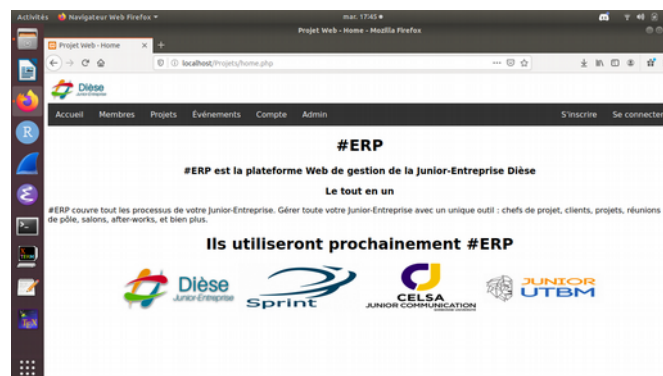 Activités
Navigateur Web Firefox
mar. 17:45
Projet Web - Home - Mozilla Firefox
Projet Web - Home
localhost/Projets/home.php
Dièse
Junior-Entreprise
Accueil Membres Projets Événements Compte Admin S'inscrire Se connecter
#ERP
#ERP est la plateforme Web de gestion de la Junior-Entreprise Dièse
Le tout en un
#ERP couvre tout les processus de votre Junior-Entreprise. Gérer toute votre Junior-Entreprise avec un unique outil : chefs de projet, clients, projets, réunions
de pôle, salons, after-works, et bien plus.
Ils utiliseront prochainement #ERP
Dièse
Junior-Entreprise
Sprint
CELSA
JUNIOR COMMUNICATION
JUNIOR
UTBM